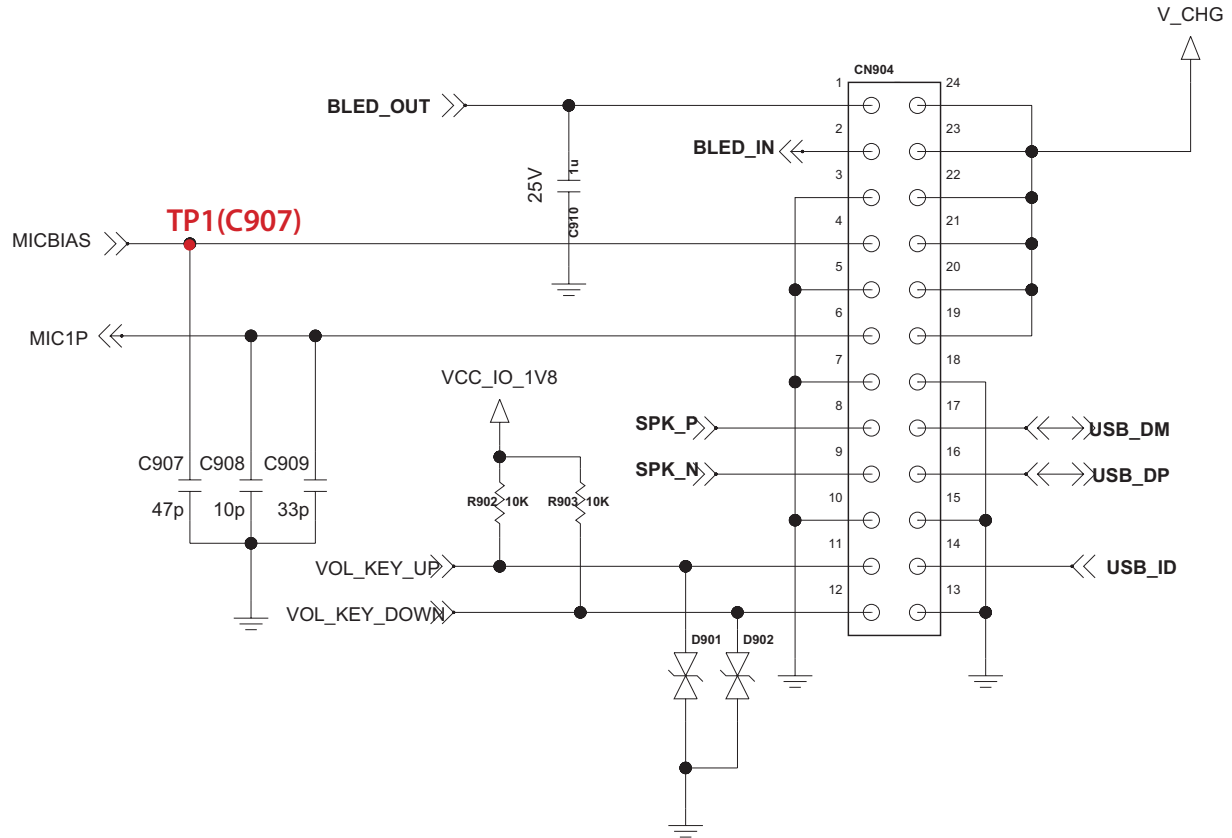 V_CHG
CN904
1 24
BLED_OUT
2 23
BLED_IN
1u
25V
C910
3 22
TP1(C907)
4 21
MICBIAS
5 20
6 19
MIC1P
7 18
VCC_IO_1V8
8 17
SPK_P USB_DM
9 16
SPK_N USB_DP
C907 C908 C909
47p 10p 33p
R902 10K R903 10K
10 15
11 14
VOL_KEY_UP USB_ID
12 13
VOL_KEY_DOWN
D901 D902